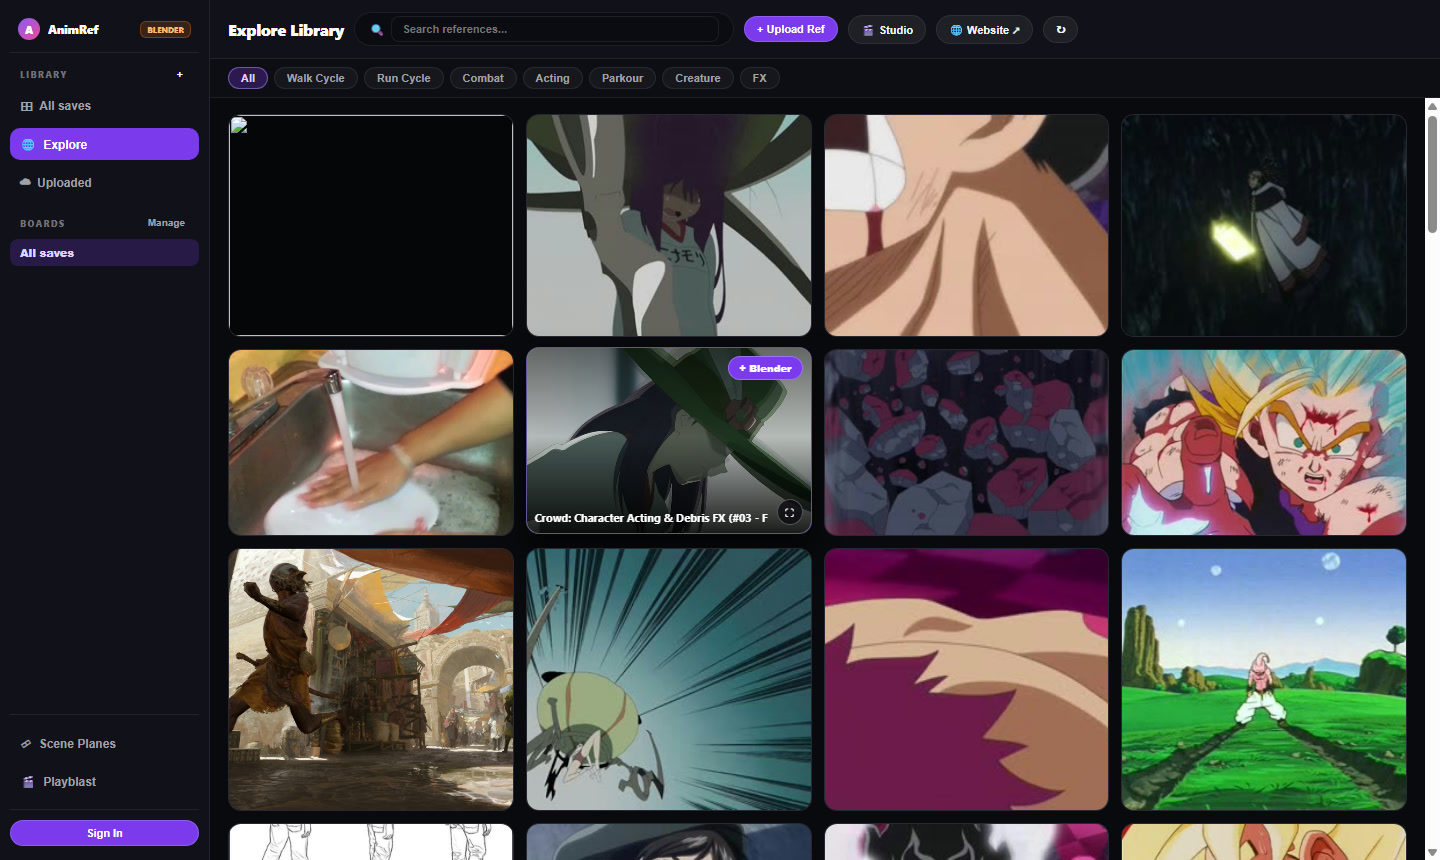 A AnimRef BLENDER
Explore Library
Search references...
+ Upload Ref
Studio
Website ↗
↻
LIBRARY +
All saves
Explore
Uploaded
BOARDS Manage
All saves
All
Walk Cycle
Run Cycle
Combat
Acting
Parkour
Creature
FX
+ Blender
Crowd: Character Acting & Debris FX (#03 - F
Scene Planes
Playblast
Sign In